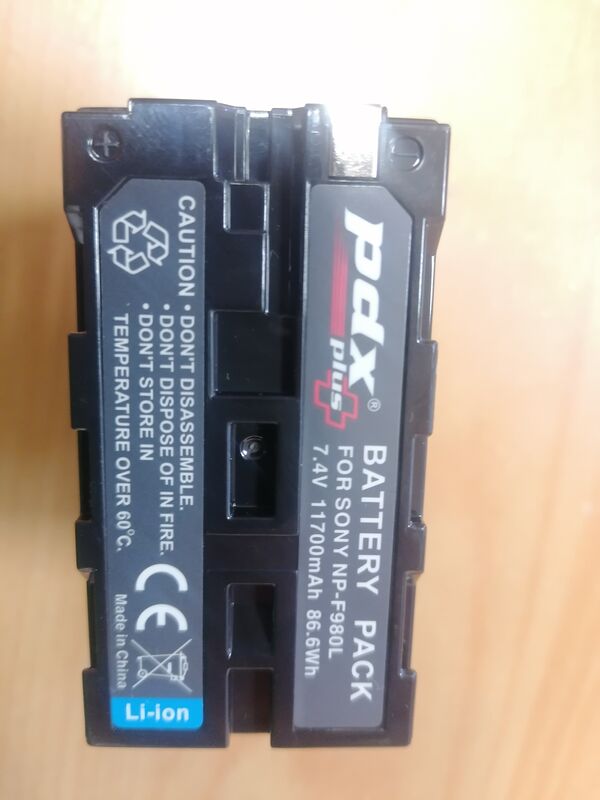 pdx®
plus
BATTERY PACK
FOR SONY NP-F980L
7.4V 11700mAh 86.6Wh
CAUTION • DON'T DISASSEMBLE.
• DON'T DISPOSE OF IN FIRE.
• DON'T STORE IN
TEMPERATURE OVER 60°C.
CE
Made in China
Li-ion
+
-